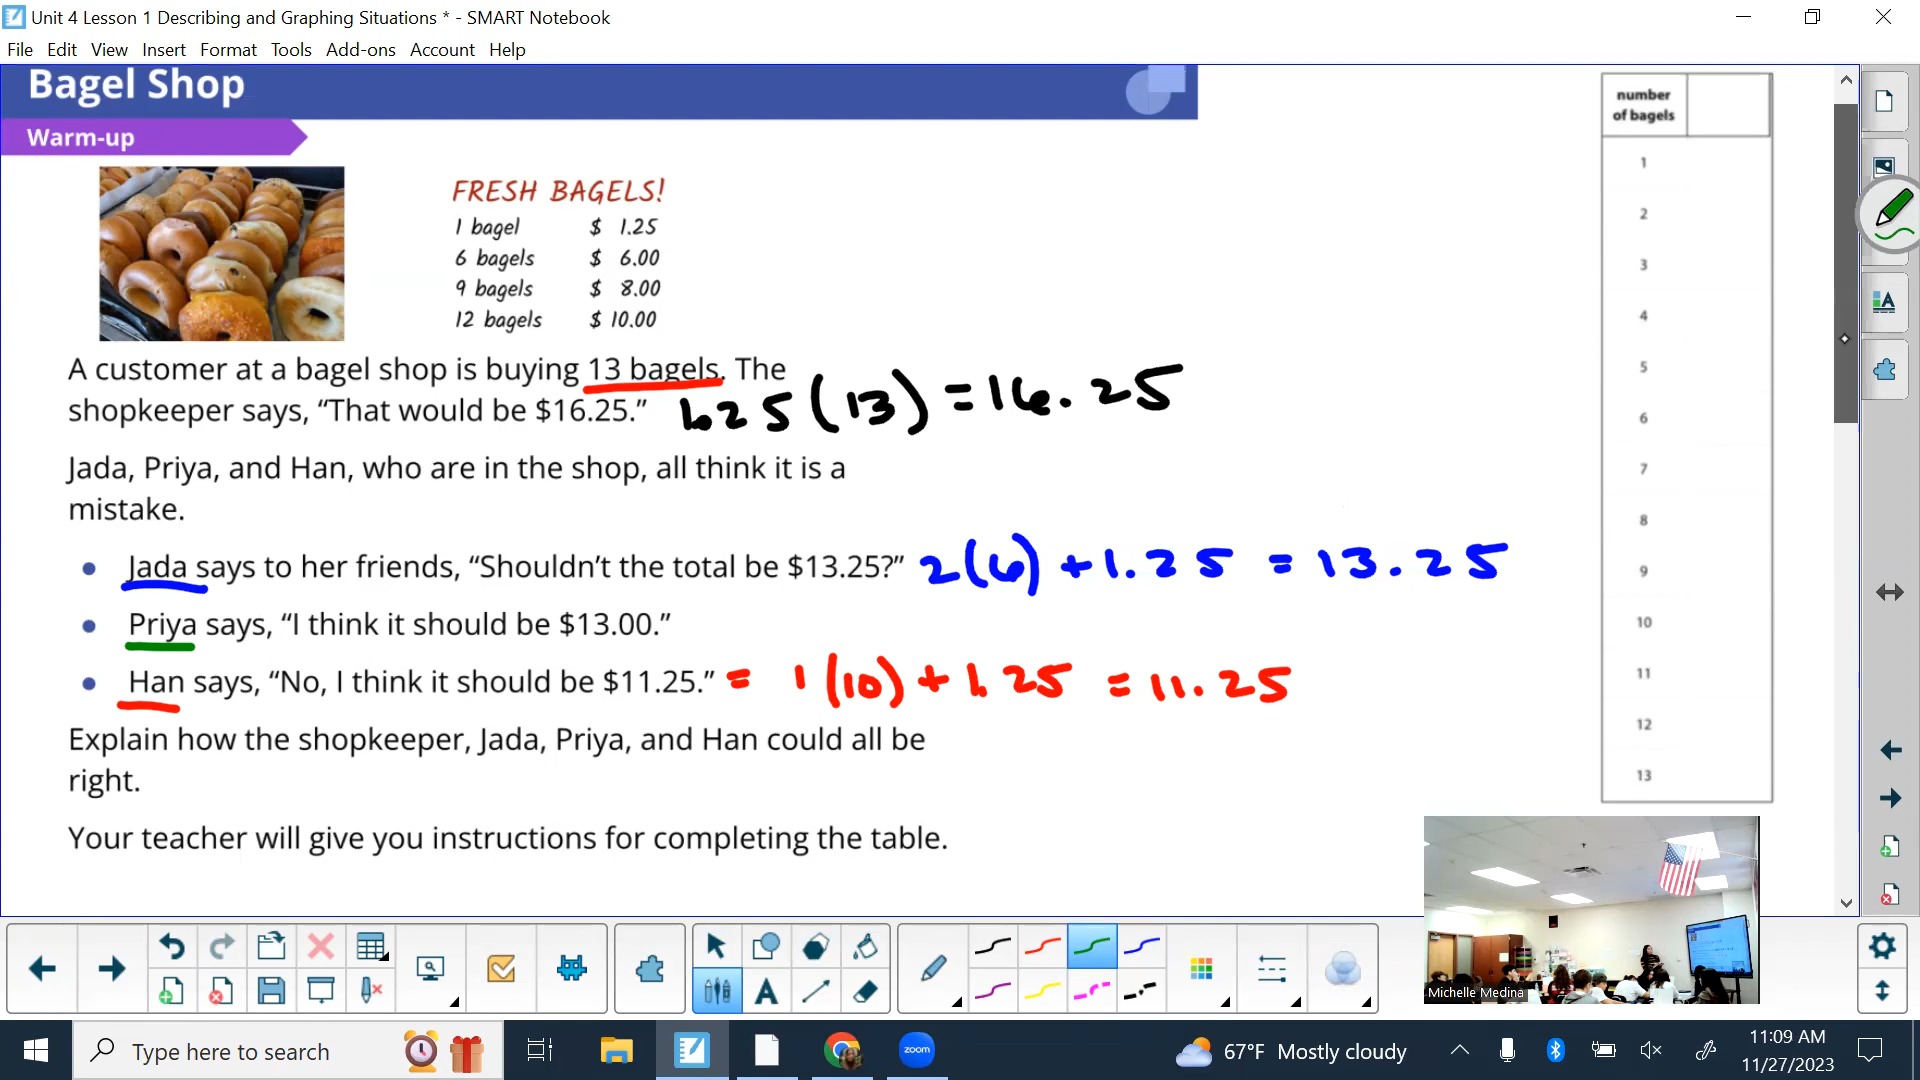 Unit 4 Lesson 1 Describing and Graphing Situations * - SMART Notebook
File Edit View Insert Format Tools Add-ons Account Help
Bagel Shop
Warm-up
FRESH BAGELS!
1 bagel $ 1.25
6 bagels $ 6.00
9 bagels $ 8.00
12 bagels $ 10.00
A customer at a bagel shop is buying 13 bagels. The
shopkeeper says, “That would be $16.25.” 1.25(13) = 16.25
Jada, Priya, and Han, who are in the shop, all think it is a
mistake.
• Jada says to her friends, “Shouldn’t the total be $13.25?” 2(6) + 1.25 = 13.25
• Priya says, “I think it should be $13.00.”
• Han says, “No, I think it should be $11.25.” = 1(10) + 1.25 = 11.25
Explain how the shopkeeper, Jada, Priya, and Han could all be
right.
Your teacher will give you instructions for completing the table.
number
of bagels
1
2
3
4
5
6
7
8
9
10
11
12
13
Michelle Medina
A
A
Type here to search
zoom
67°F Mostly cloudy
11:09 AM
11/27/2023